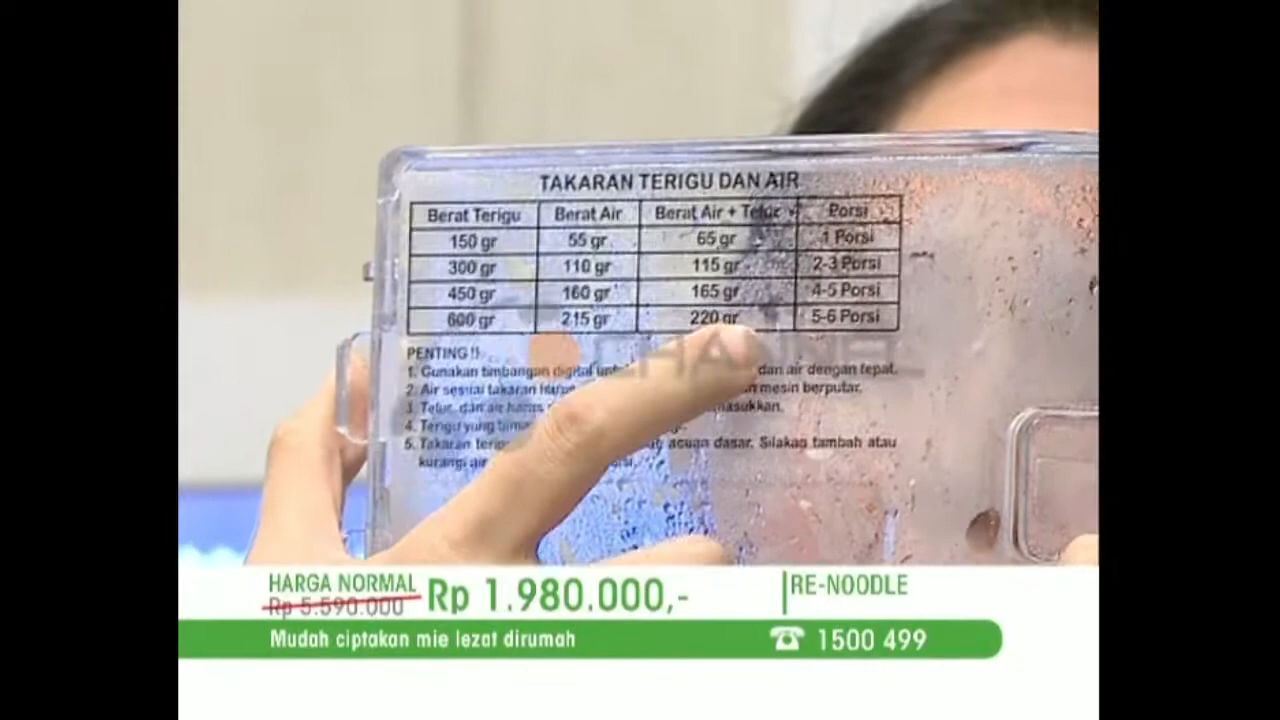 TAKARAN TERIGU DAN AIR
Berat Terigu Berat Air Berat Air + Telur Porsi
150 gr 55 gr 65 gr 1 Porsi
300 gr 110 gr 115 gr 2-3 Porsi
450 gr 160 gr 165 gr 4-5 Porsi
600 gr 215 gr 220 gr 5-6 Porsi
PENTING !!
1. Gunakan timbangan digital dan air dengan tepat.
2. Air sesuai takaran mesin berputar.
3. Telur, dan air harus
4. Terigu yang
5. Takaran acuan dasar. Silakan tambah atau
kurangi air
CHANNEL
HARGA NORMAL
Rp 5.590.000
Rp 1.980.000,-
RE-NOODLE
Mudah ciptakan mie lezat dirumah
1500 499